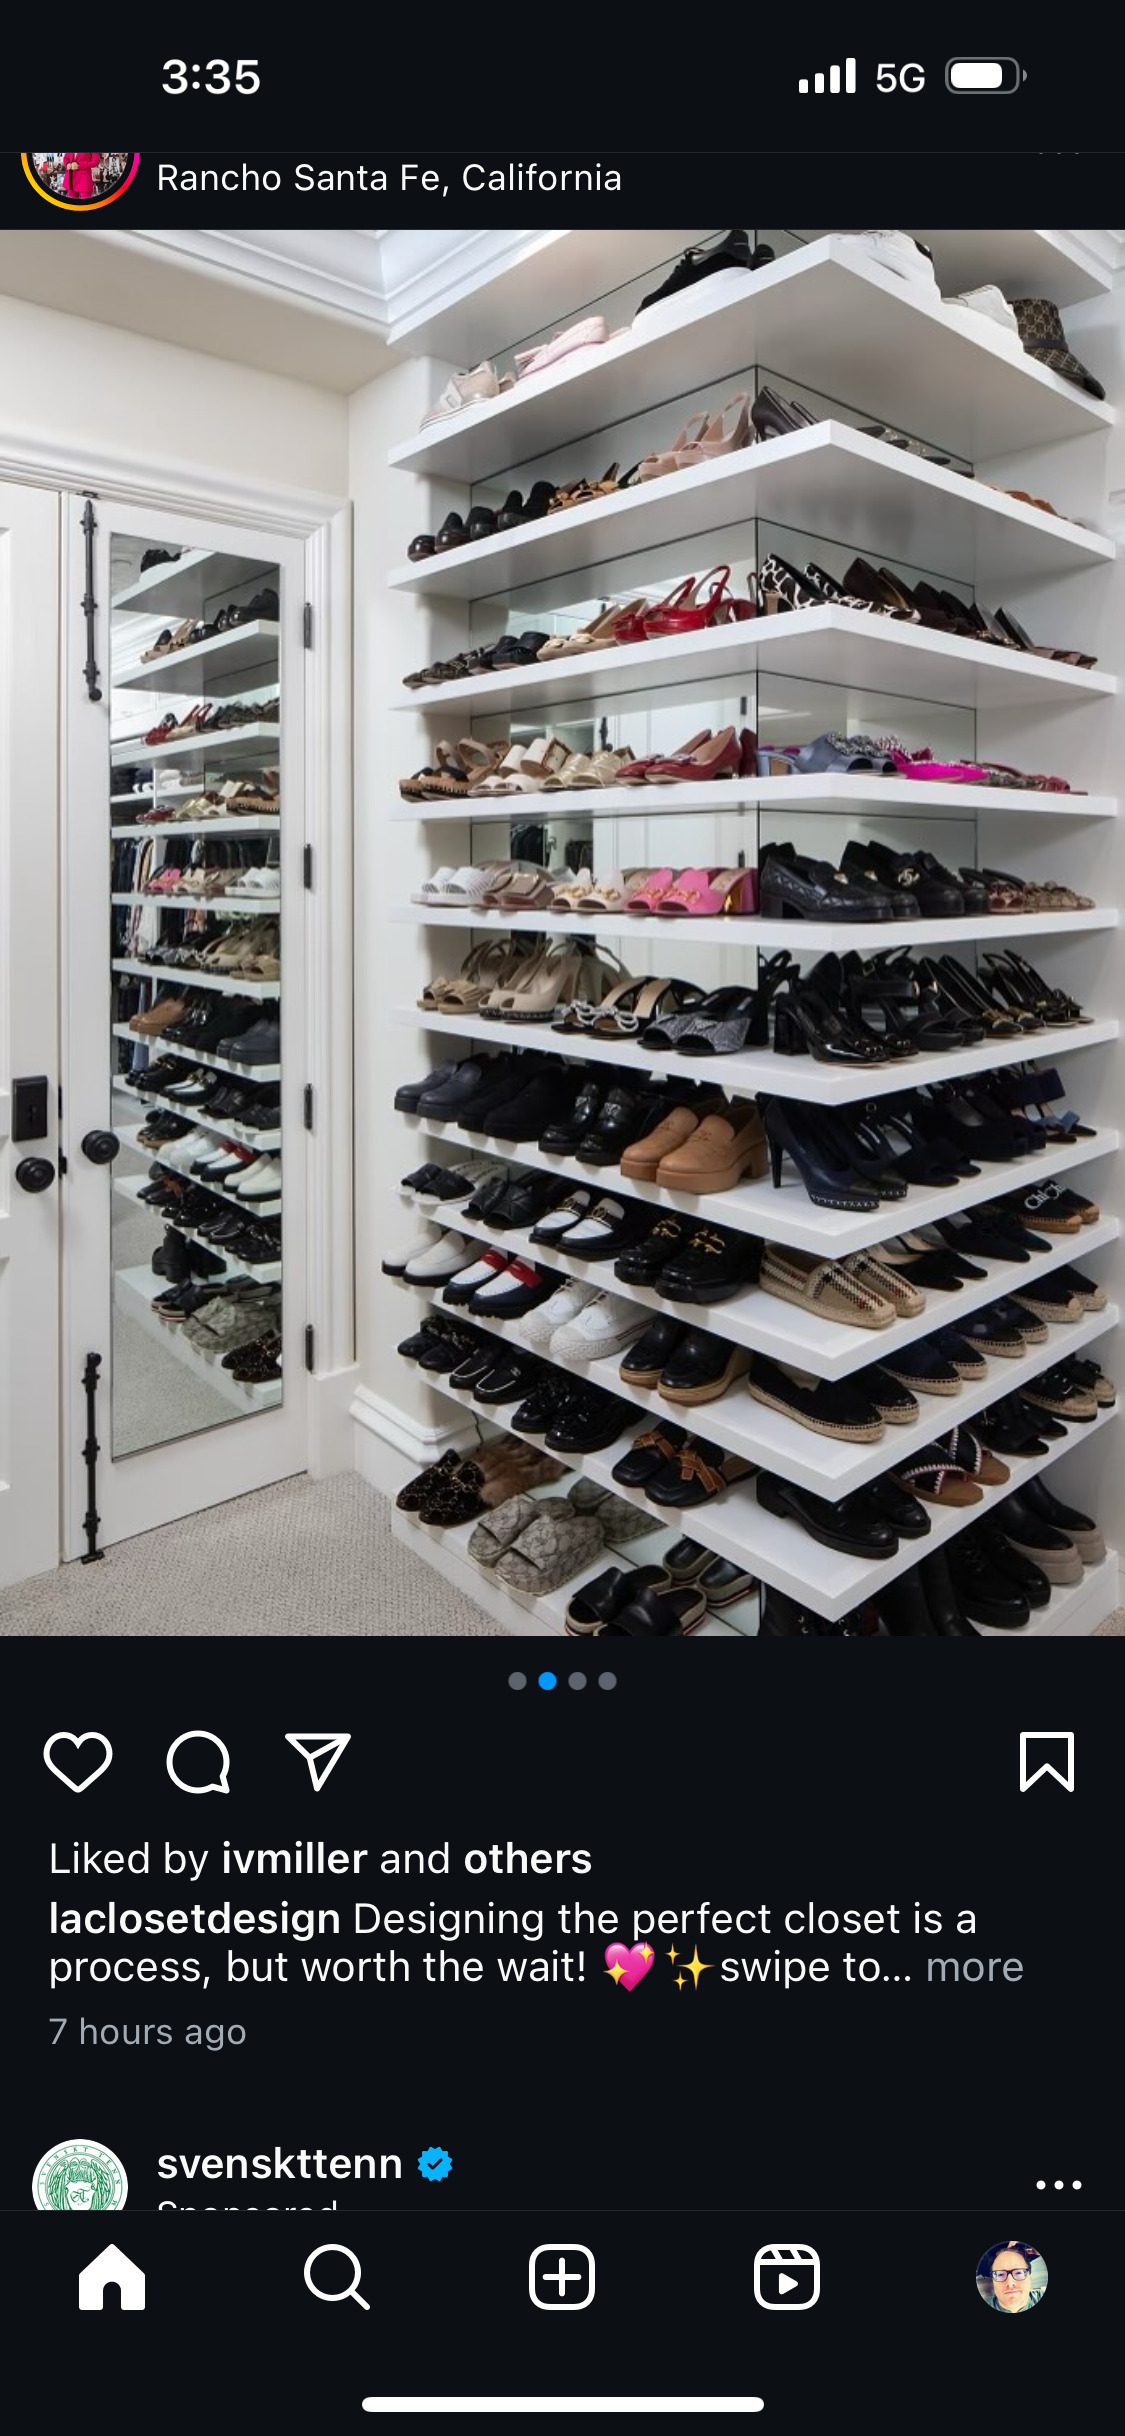 3:35
5G
Rancho Santa Fe, California
Liked by ivmiller and others
laclosetdesign Designing the perfect closet is a
process, but worth the wait! 💖✨swipe to... more
7 hours ago
svenskttenn
Sponsored